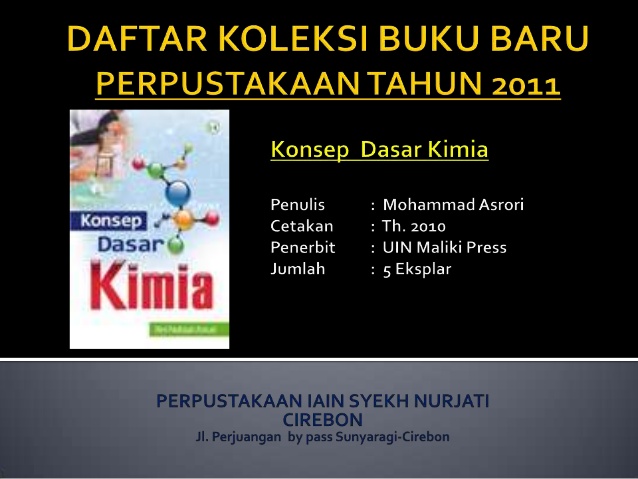 DAFTAR KOLEKSI BUKU BARU
PERPUSTAKAAN TAHUN 2011
Konsep
Dasar
Kimia
Konsep Dasar Kimia
Penulis : Mohammad Asrori
Cetakan : Th. 2010
Penerbit : UIN Maliki Press
Jumlah : 5 Eksplar
PERPUSTAKAAN IAIN SYEKH NURJATI
CIREBON
Jl. Perjuangan by pass Sunyaragi-Cirebon